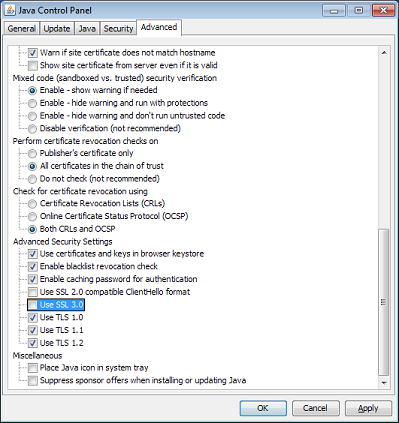 Java Control Panel
General Update Java Security Advanced
Warn if site certificate does not match hostname
Show site certificate from server even if it is valid
Mixed code (sandboxed vs. trusted) security verification
Enable - show warning if needed
Enable - hide warning and run with protections
Enable - hide warning and don't run untrusted code
Disable verification (not recommended)
Perform certificate revocation checks on
Publisher's certificate only
All certificates in the chain of trust
Do not check (not recommended)
Check for certificate revocation using
Certificate Revocation Lists (CRLs)
Online Certificate Status Protocol (OCSP)
Both CRLs and OCSP
Advanced Security Settings
Use certificates and keys in browser keystore
Enable blacklist revocation check
Enable caching password for authentication
Use SSL 2.0 compatible ClientHello format
Use SSL 3.0
Use TLS 1.0
Use TLS 1.1
Use TLS 1.2
Miscellaneous
Place Java icon in system tray
Suppress sponsor offers when installing or updating Java
OK Cancel Apply